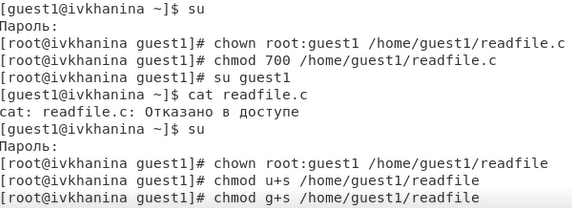 [guest1@ivkhanina ~]$ su
Пароль:
[root@ivkhanina guest1]# chown root:guest1 /home/guest1/readfile.c
[root@ivkhanina guest1]# chmod 700 /home/guest1/readfile.c
[root@ivkhanina guest1]# su guest1
[guest1@ivkhanina ~]$ cat readfile.c
cat: readfile.c: Отказано в доступе
[guest1@ivkhanina ~]$ su
Пароль:
[root@ivkhanina guest1]# chown root:guest1 /home/guest1/readfile
[root@ivkhanina guest1]# chmod u+s /home/guest1/readfile
[root@ivkhanina guest1]# chmod g+s /home/guest1/readfile